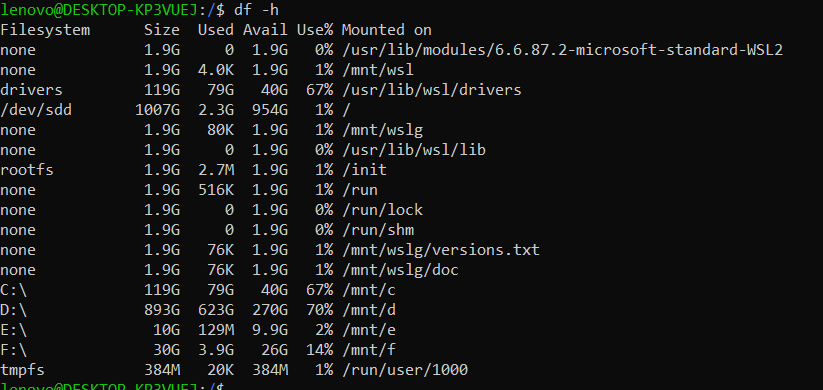 lenovo@DESKTOP-KP3VUEJ:/$ df -h
Filesystem      Size  Used Avail Use% Mounted on
none            1.9G     0  1.9G   0% /usr/lib/modules/6.6.87.2-microsoft-standard-WSL2
none            1.9G  4.0K  1.9G   1% /mnt/wsl
drivers         119G   79G   40G  67% /usr/lib/wsl/drivers
/dev/sdd       1007G  2.3G  954G   1% /
none            1.9G   80K  1.9G   1% /mnt/wslg
none            1.9G     0  1.9G   0% /usr/lib/wsl/lib
rootfs          1.9G  2.7M  1.9G   1% /init
none            1.9G  516K  1.9G   1% /run
none            1.9G     0  1.9G   0% /run/lock
none            1.9G     0  1.9G   0% /run/shm
none            1.9G   76K  1.9G   1% /mnt/wslg/versions.txt
none            1.9G   76K  1.9G   1% /mnt/wslg/doc
C:\             119G   79G   40G  67% /mnt/c
D:\             893G  623G  270G  70% /mnt/d
E:\              10G  129M  9.9G   2% /mnt/e
F:\              30G  3.9G   26G  14% /mnt/f
tmpfs           384M   20K  384M   1% /run/user/1000
lenovo@DESKTOP-KP3VUEJ:/$